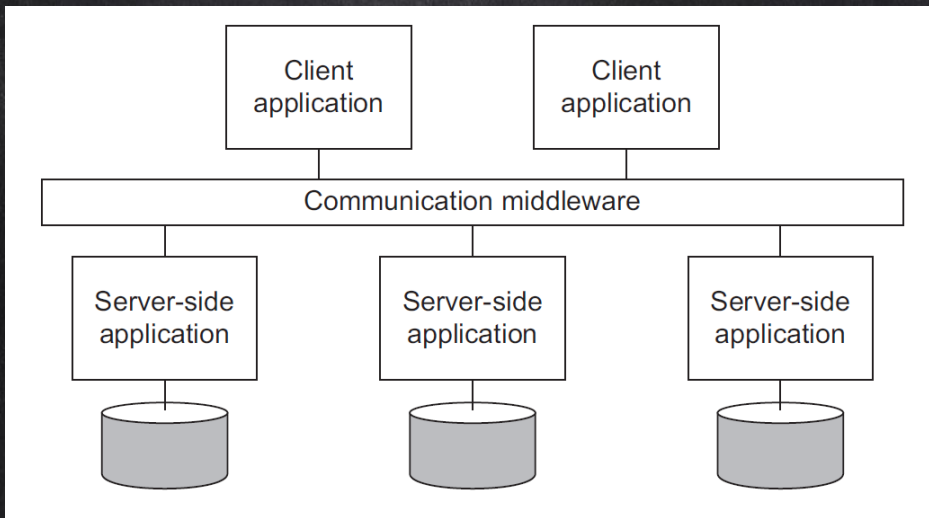 Client
application
Client
application
Communication middleware
Server-side
application
Server-side
application
Server-side
application